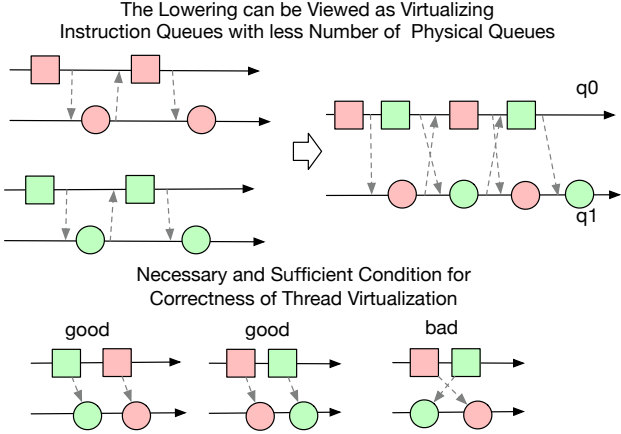 The Lowering can be Viewed as Virtualizing
Instruction Queues with less Number of Physical Queues
q0
q1
Necessary and Sufficient Condition for
Correctness of Thread Virtualization
good
good
bad